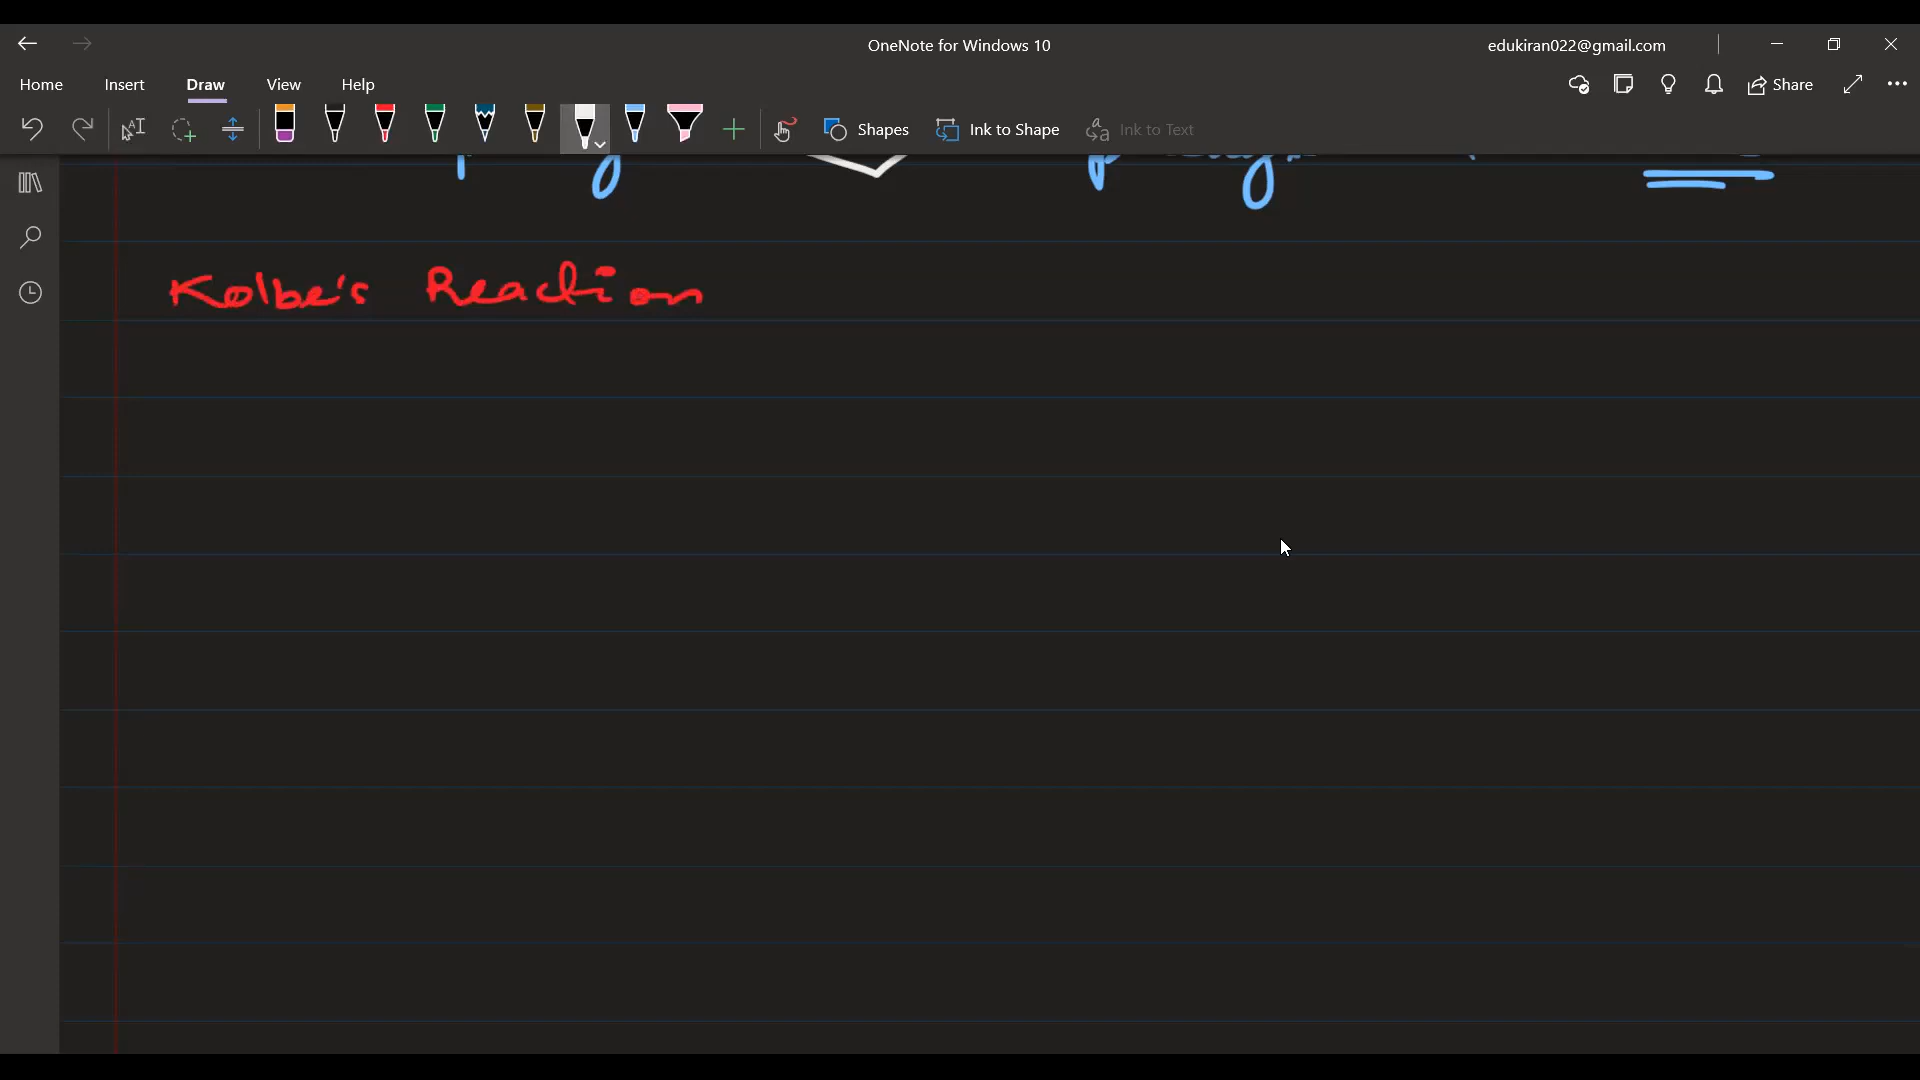 OneNote for Windows 10
edukiran022@gmail.com
Home Insert Draw View Help
Share
Shapes Ink to Shape Ink to Text
Kolbe's Reaction